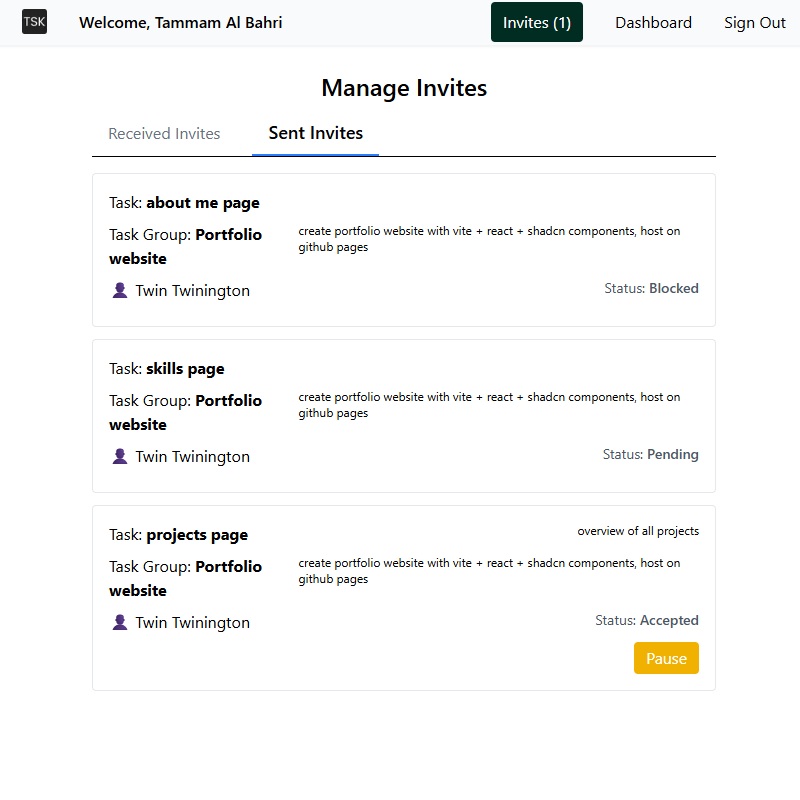 TSK Welcome, Tammam Al Bahri Invites (1) Dashboard Sign Out
Manage Invites
Received Invites Sent Invites
Task: about me page
Task Group: Portfolio
website
create portfolio website with vite + react + shadcn components, host on
github pages
Twin Twinington
Status: Blocked
Task: skills page
Task Group: Portfolio
website
create portfolio website with vite + react + shadcn components, host on
github pages
Twin Twinington
Status: Pending
Task: projects page
overview of all projects
Task Group: Portfolio
website
create portfolio website with vite + react + shadcn components, host on
github pages
Twin Twinington
Status: Accepted
Pause